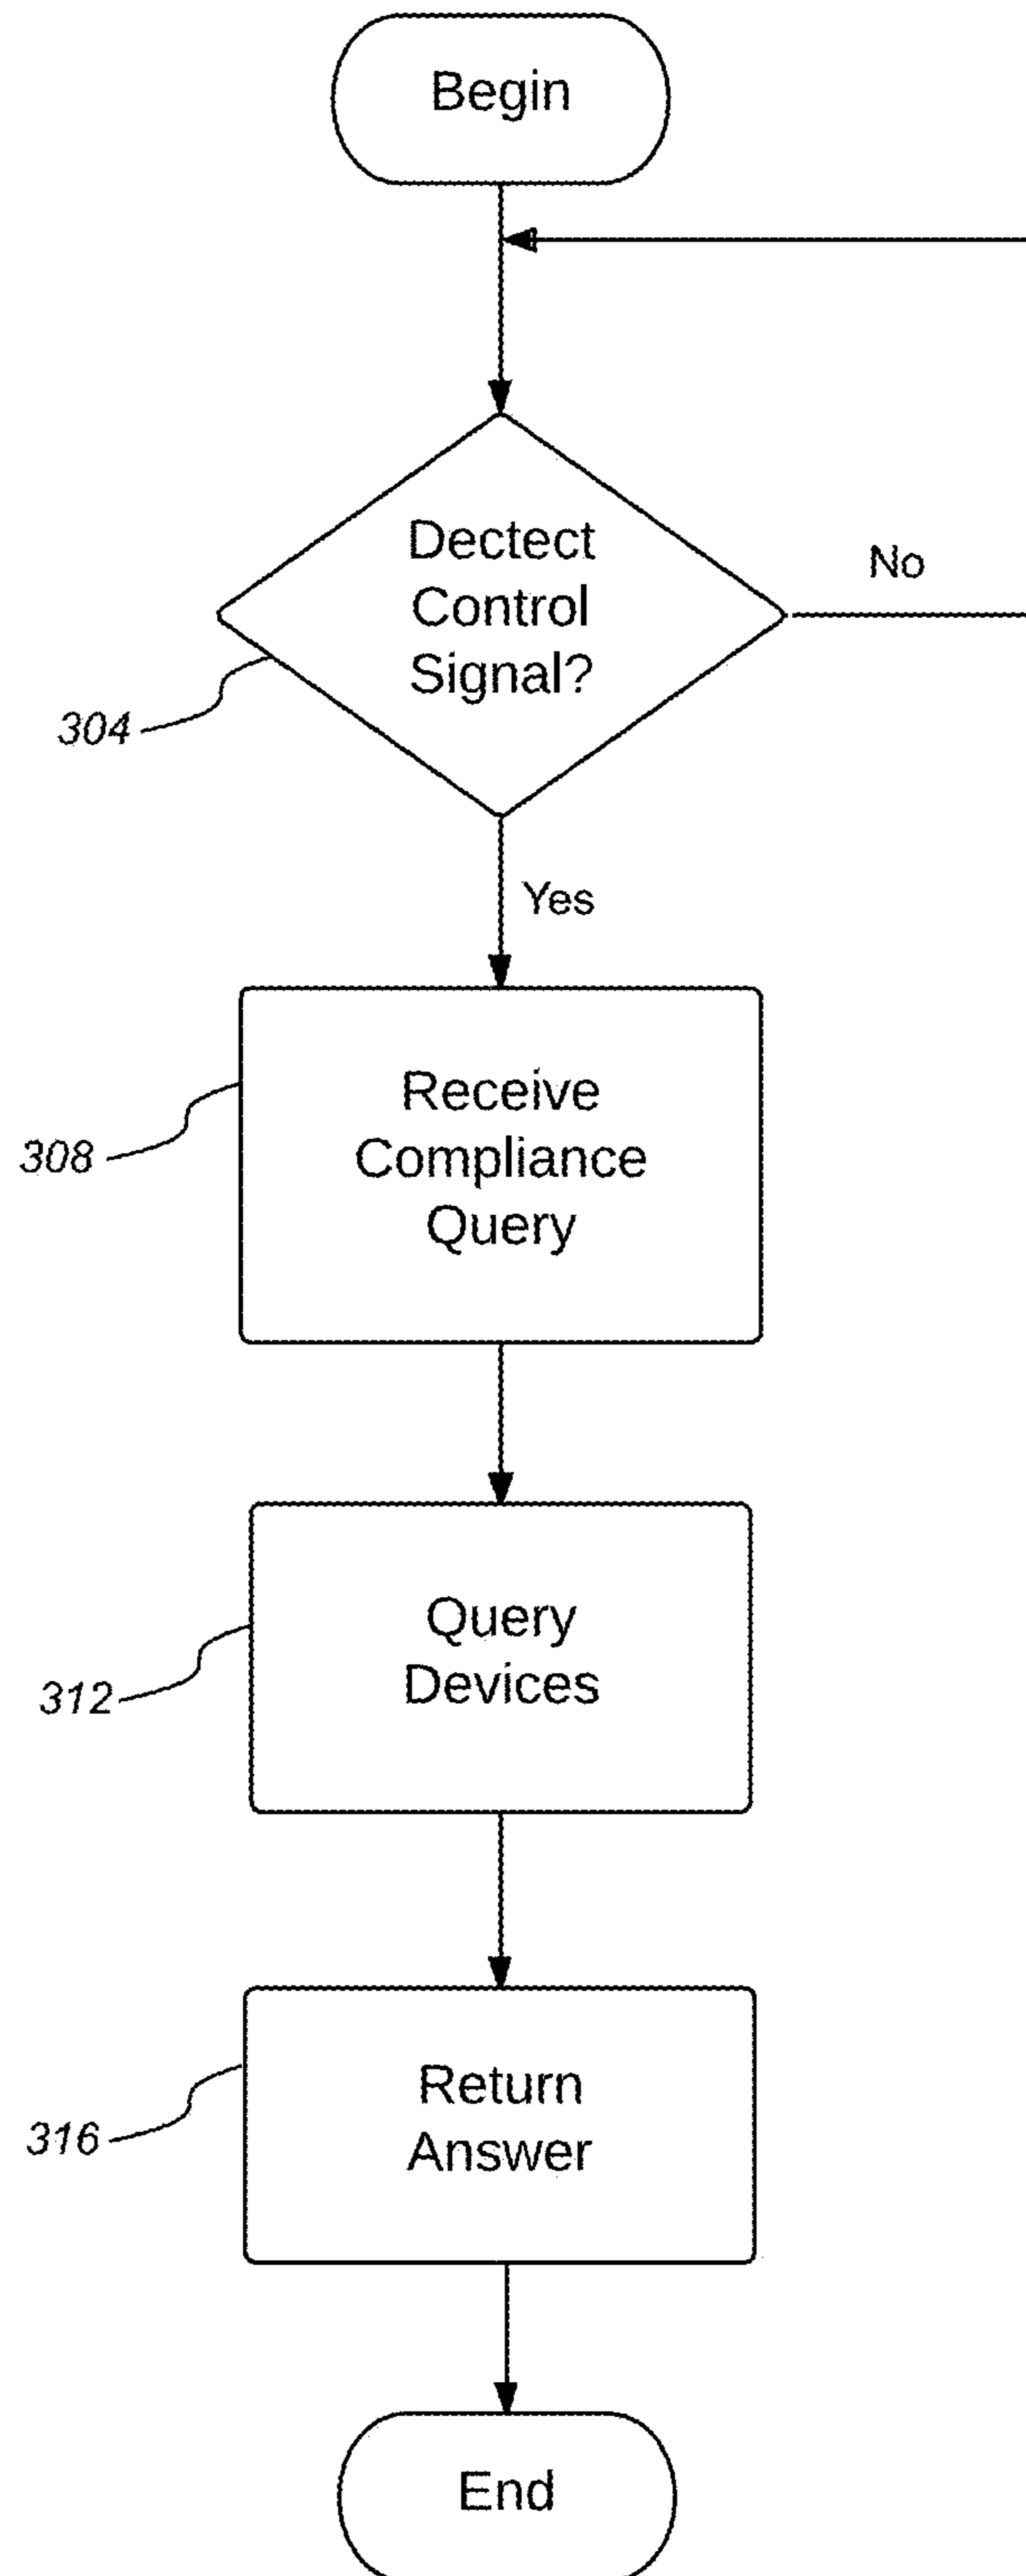 Begin
Dectect
Control
Signal?
No
304
Yes
Receive
Compliance
Query
308
Query
Devices
312
Return
Answer
316
End